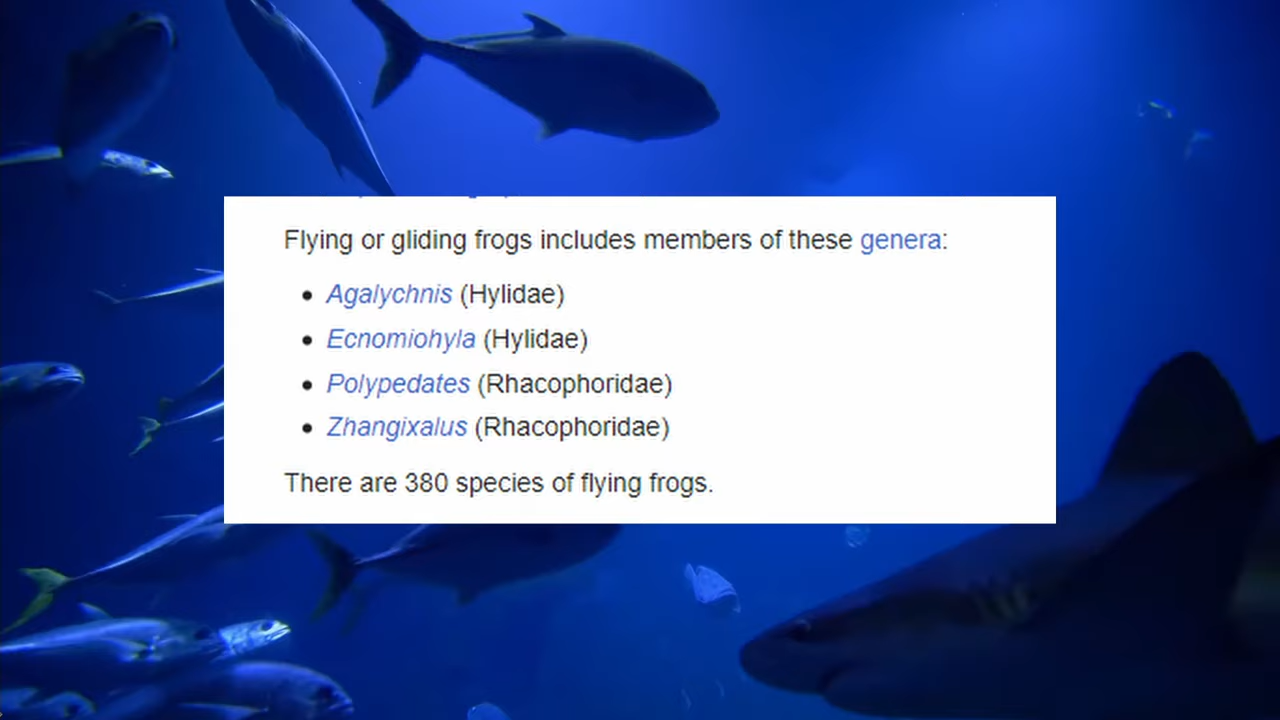 Flying or gliding frogs includes members of these genera:
• Agalychnis (Hylidae)
• Ecnomiohyla (Hylidae)
• Polypedates (Rhacophoridae)
• Zhangixalus (Rhacophoridae)
There are 380 species of flying frogs.